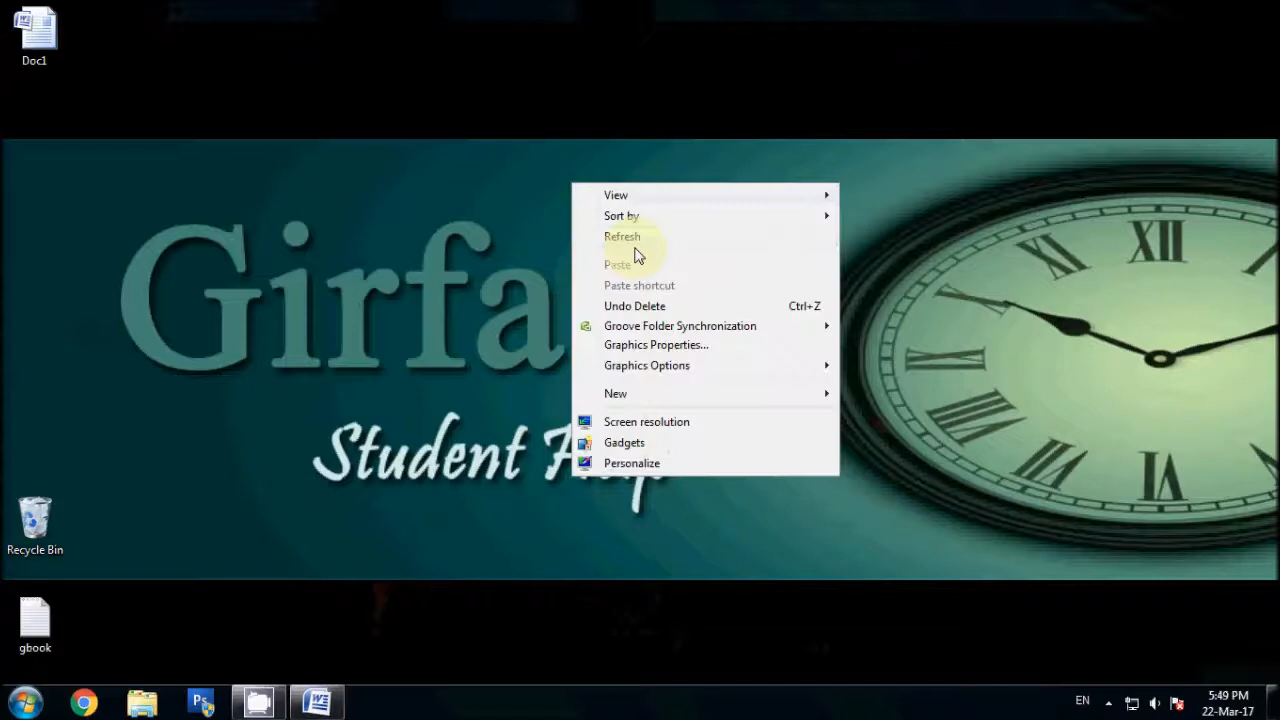 Doc1
Girfa
Student
Recycle Bin
gbook
View
Sort by
Refresh
Paste
Paste shortcut
Undo Delete Ctrl+Z
Groove Folder Synchronization
Graphics Properties...
Graphics Options
New
Screen resolution
Gadgets
Personalize
XII
EN
5:49 PM
22-Mar-17